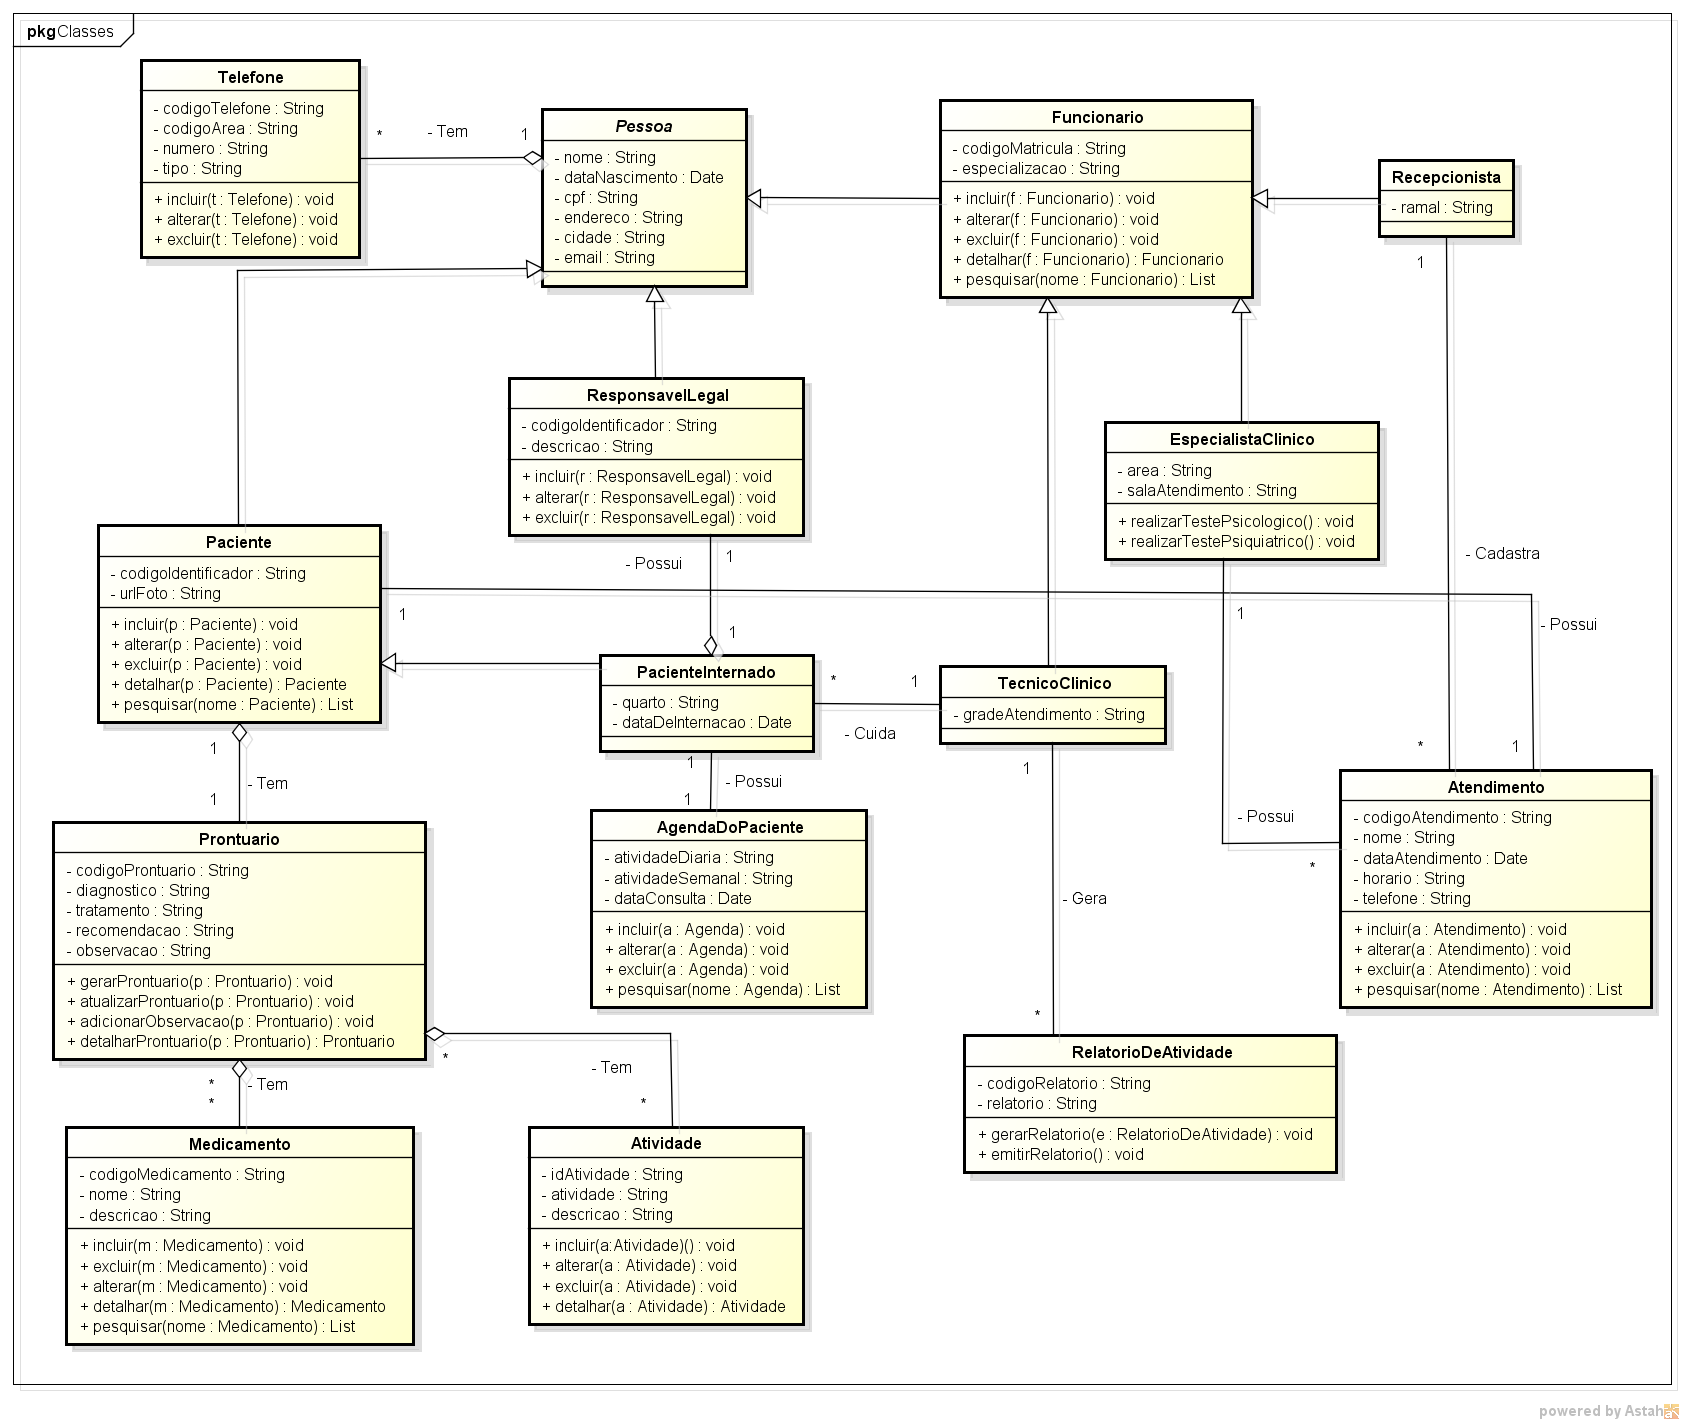 pkgClasses
Telefone
- codigoTelefone : String
- codigoArea : String
- numero : String
- tipo : String
+ incluir(t : Telefone) : void
+ alterar(t : Telefone) : void
+ excluir(t : Telefone) : void
*
- Tem
1
Pessoa
- nome : String
- dataNascimento : Date
- cpf : String
- endereco : String
- cidade : String
- email : String
Funcionario
- codigoMatricula : String
- especializacao : String
+ incluir(f : Funcionario) : void
+ alterar(f : Funcionario) : void
+ excluir(f : Funcionario) : void
+ detalhar(f : Funcionario) : Funcionario
+ pesquisar(nome : Funcionario) : List
Recepcionista
- ramal : String
1
- Cadastra
*
ResponsavelLegal
- codigoIdentificador : String
- descricao : String
+ incluir(r : ResponsavelLegal) : void
+ alterar(r : ResponsavelLegal) : void
+ excluir(r : ResponsavelLegal) : void
- Possui
1
1
EspecialistaClinico
- area : String
- salaAtendimento : String
+ realizarTestePsicologico() : void
+ realizarTestePsiquiatrico() : void
1
- Possui
*
Paciente
- codigoIdentificador : String
- urlFoto : String
+ incluir(p : Paciente) : void
+ alterar(p : Paciente) : void
+ excluir(p : Paciente) : void
+ detalhar(p : Paciente) : Paciente
+ pesquisar(nome : Paciente) : List
1
- Possui
1
PacienteInternado
- quarto : String
- dataDeInternacao : Date
*
1
- Cuida
TecnicoClinico
- gradeAtendimento : String
1
- Gera
*
1
- Tem
1
1
- Possui
1
Prontuario
- codigoProntuario : String
- diagnostico : String
- tratamento : String
- recomendacao : String
- observacao : String
+ gerarProntuario(p : Prontuario) : void
+ atualizarProntuario(p : Prontuario) : void
+ adicionarObservacao(p : Prontuario) : void
+ detalharProntuario(p : Prontuario) : Prontuario
AgendaDoPaciente
- atividadeDiaria : String
- atividadeSemanal : String
- dataConsulta : Date
+ incluir(a : Agenda) : void
+ alterar(a : Agenda) : void
+ excluir(a : Agenda) : void
+ pesquisar(nome : Agenda) : List
Atendimento
- codigoAtendimento : String
- nome : String
- dataAtendimento : Date
- horario : String
- telefone : String
+ incluir(a : Atendimento) : void
+ alterar(a : Atendimento) : void
+ excluir(a : Atendimento) : void
+ pesquisar(nome : Atendimento) : List
*
- Tem
*
*
- Tem
*
RelatorioDeAtividade
- codigoRelatorio : String
- relatorio : String
+ gerarRelatorio(e : RelatorioDeAtividade) : void
+ emitirRelatorio() : void
Medicamento
- codigoMedicamento : String
- nome : String
- descricao : String
+ incluir(m : Medicamento) : void
+ excluir(m : Medicamento) : void
+ alterar(m : Medicamento) : void
+ detalhar(m : Medicamento) : Medicamento
+ pesquisar(nome : Medicamento) : List
Atividade
- idAtividade : String
- atividade : String
- descricao : String
+ incluir(a:Atividade)() : void
+ alterar(a : Atividade) : void
+ excluir(a : Atividade) : void
+ detalhar(a : Atividade) : Atividade
powered by Astah